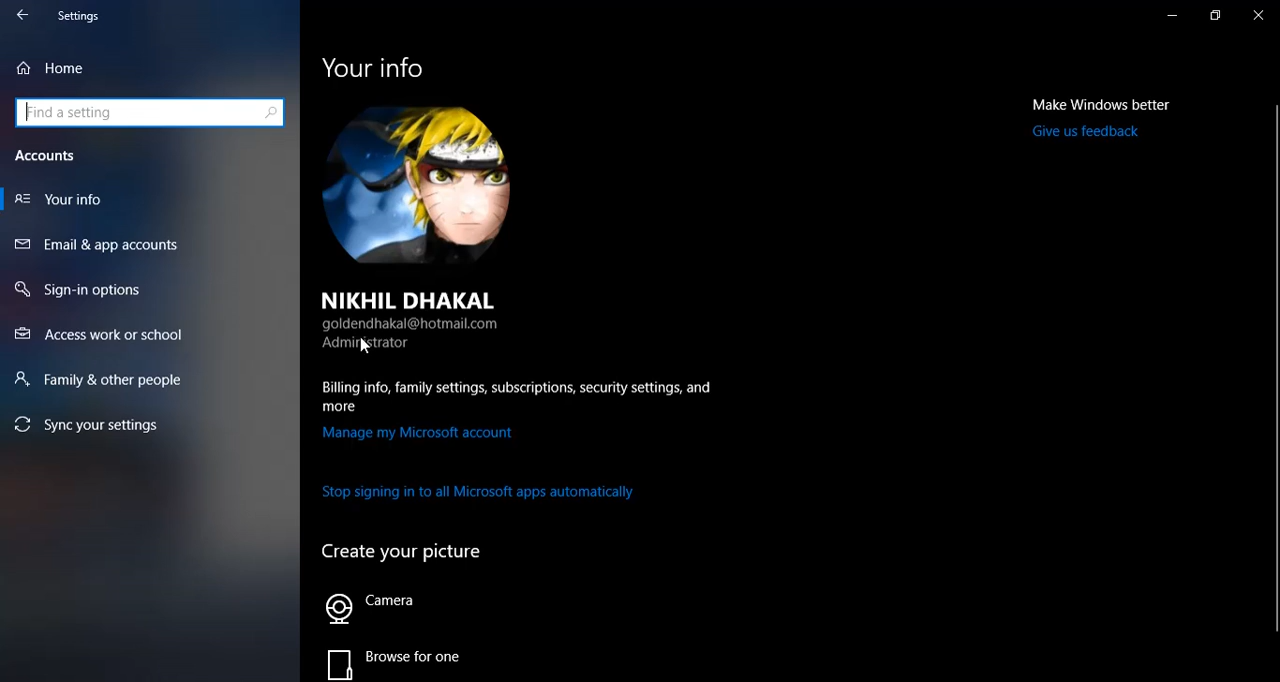 Settings
Home
Find a setting
Accounts
Your info
Email & app accounts
Sign-in options
Access work or school
Family & other people
Sync your settings
Your info
NIKHIL DHAKAL
goldendhakal@hotmail.com
Administrator
Billing info, family settings, subscriptions, security settings, and
more
Manage my Microsoft account
Stop signing in to all Microsoft apps automatically
Create your picture
Camera
Browse for one
Make Windows better
Give us feedback